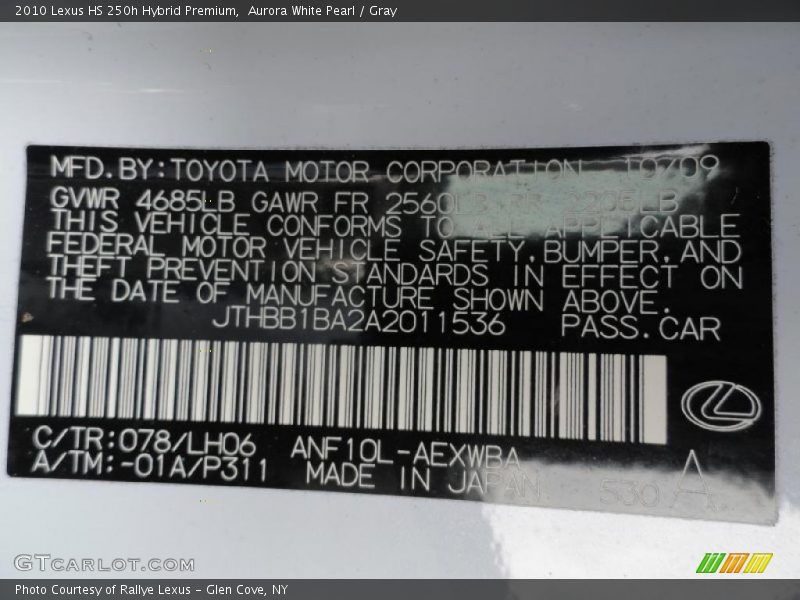 2010 Lexus HS 250h Hybrid Premium, Aurora White Pearl / Gray
MFD.BY:TOYOTA MOTOR CORPORATION 10/09
GVWR 4685LB GAWR FR 2560LB RR 2205LB
THIS VEHICLE CONFORMS TO ALL APPLICABLE
FEDERAL MOTOR VEHICLE SAFETY,BUMPER,AND
THEFT PREVENTION STANDARDS IN EFFECT ON
THE DATE OF MANUFACTURE SHOWN ABOVE.
JTHBB1BA2A2011536 PASS.CAR
C/TR:078/LH06 ANF10L-AEXWBA
A/TM:-01A/P311 MADE IN JAPAN 530 A
GTCARLOT.COM
Photo Courtesy of Rallye Lexus - Glen Cove, NY